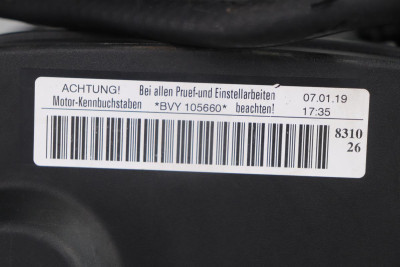 ACHTUNG! Bei allen Pruef-und Einstellarbeiten 07.01.19
Motor-Kennbuchstaben *BVY 105660* beachten! 17:35
8310
26